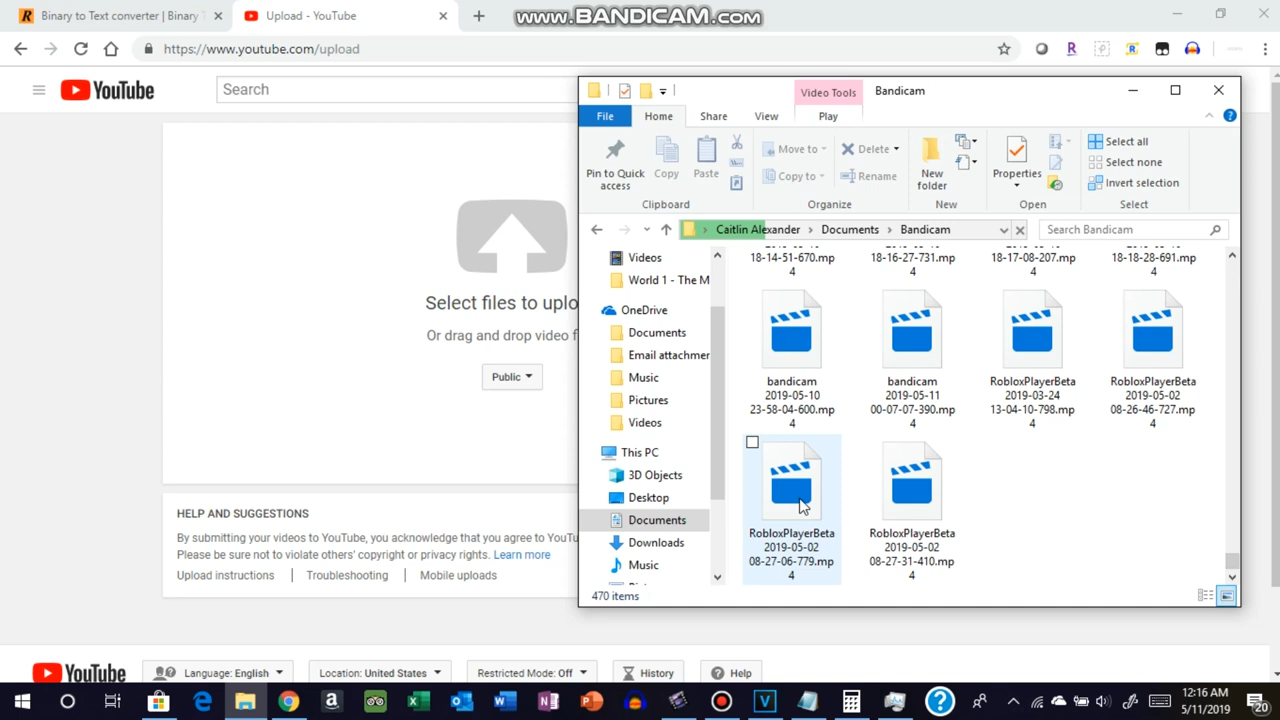 Binary to Text converter | Binary T
Upload - YouTube
www.BANDICAM.com
https://www.youtube.com/upload
YouTube
Search
Video Tools
Bandicam
File
Home
Share
View
Play
Pin to Quick access
Copy
Paste
Move to
Copy to
Delete
Rename
New folder
Properties
Select all
Select none
Invert selection
Clipboard
Organize
New
Open
Select
Caitlin Alexander > Documents > Bandicam
Search Bandicam
Select files to uplo
Or drag and drop video f
Public
Videos
World 1 - The M
OneDrive
Documents
Email attachmer
Music
Pictures
Videos
This PC
3D Objects
Desktop
Documents
Downloads
Music
18-14-51-670.mp
4
18-16-27-731.mp
4
18-17-08-207.mp
4
18-18-28-691.mp
4
bandicam
2019-05-10
23-58-04-600.mp
4
bandicam
2019-05-11
00-07-07-390.mp
4
RobloxPlayerBeta
2019-03-24
13-04-10-798.mp
4
RobloxPlayerBeta
2019-05-02
08-26-46-727.mp
4
RobloxPlayerBeta
2019-05-02
08-27-06-779.mp
4
RobloxPlayerBeta
2019-05-02
08-27-31-410.mp
4
470 items
HELP AND SUGGESTIONS
By submitting your videos to YouTube, you acknowledge that you agree to YouTu
Please be sure not to violate others' copyright or privacy rights. Learn more
Upload instructions
Troubleshooting
Mobile uploads
YouTube
Language: English
Location: United States
Restricted Mode: Off
History
Help
12:16 AM
5/11/2019
20